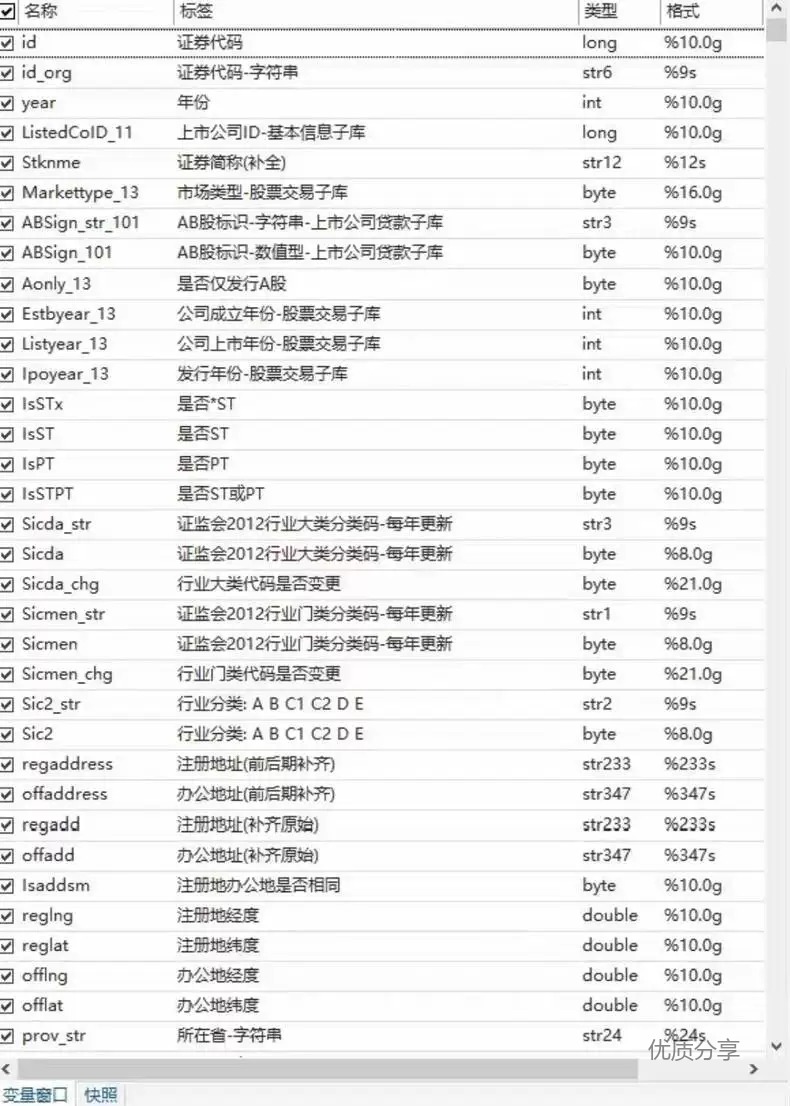 名称 标签 类型 格式
id 证券代码 long %10.0g
id_org 证券代码-字符串 str6 %9s
year 年份 int %10.0g
ListedCoID_11 上市公司ID-基本信息子库 long %10.0g
Stknme 证券简称(补全) str12 %12s
Markettype_13 市场类型-股票交易子库 byte %16.0g
ABSign_str_101 AB股标识-字符串-上市公司贷款子库 str3 %9s
ABSign_101 AB股标识-数值型-上市公司贷款子库 byte %10.0g
Aonly_13 是否仅发行A股 byte %10.0g
Estbyear_13 公司成立年份-股票交易子库 int %10.0g
Listyear_13 公司上市年份-股票交易子库 int %10.0g
Ipoyear_13 发行年份-股票交易子库 int %10.0g
IsSTx 是否*ST byte %10.0g
IsST 是否ST byte %10.0g
IsPT 是否PT byte %10.0g
IsSTPT 是否ST或PT byte %10.0g
Sicda_str 证监会2012行业大类分类码-每年更新 str3 %9s
Sicda 证监会2012行业大类分类码-每年更新 byte %8.0g
Sicda_chg 行业大类代码是否变更 byte %21.0g
Sicmen_str 证监会2012行业门类分类码-每年更新 str1 %9s
Sicmen 证监会2012行业门类分类码-每年更新 byte %8.0g
Sicmen_chg 行业门类代码是否变更 byte %21.0g
Sic2_str 行业分类: A B C1 C2 D E str2 %9s
Sic2 行业分类: A B C1 C2 D E byte %8.0g
regaddress 注册地址(前后期补齐) str233 %233s
offaddress 办公地址(前后期补齐) str347 %347s
regadd 注册地址(补齐原始) str233 %233s
offadd 办公地址(补齐原始) str347 %347s
Isaddsm 注册地办公地是否相同 byte %10.0g
reglng 注册地经度 double %10.0g
reglat 注册地纬度 double %10.0g
offlng 办公地经度 double %10.0g
offlat 办公地纬度 double %10.0g
prov_str 所在省-字符串 str24 %24s
优质分享
变量窗口 快照